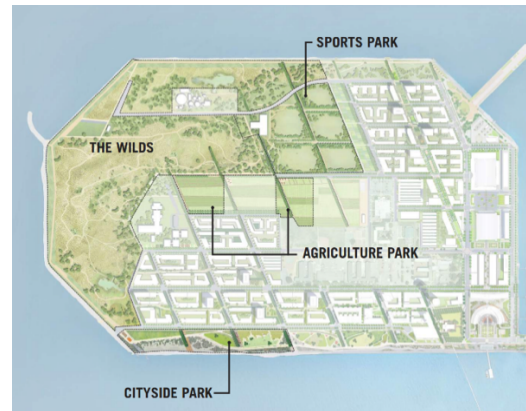 SPORTS PARK
THE WILDS
AGRICULTURE PARK
CITYSIDE PARK